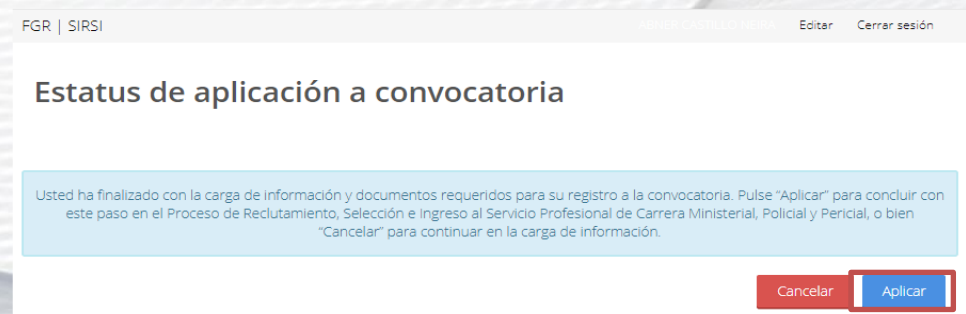 FGR | SIRSI
ABNER CASTILLO NEIRA Editar Cerrar sesión
Estatus de aplicación a convocatoria
Usted ha finalizado con la carga de información y documentos requeridos para su registro a la convocatoria. Pulse “Aplicar” para concluir con
este paso en el Proceso de Reclutamiento, Selección e Ingreso al Servicio Profesional de Carrera Ministerial, Policial y Pericial, o bien
“Cancelar” para continuar en la carga de información.
Cancelar Aplicar